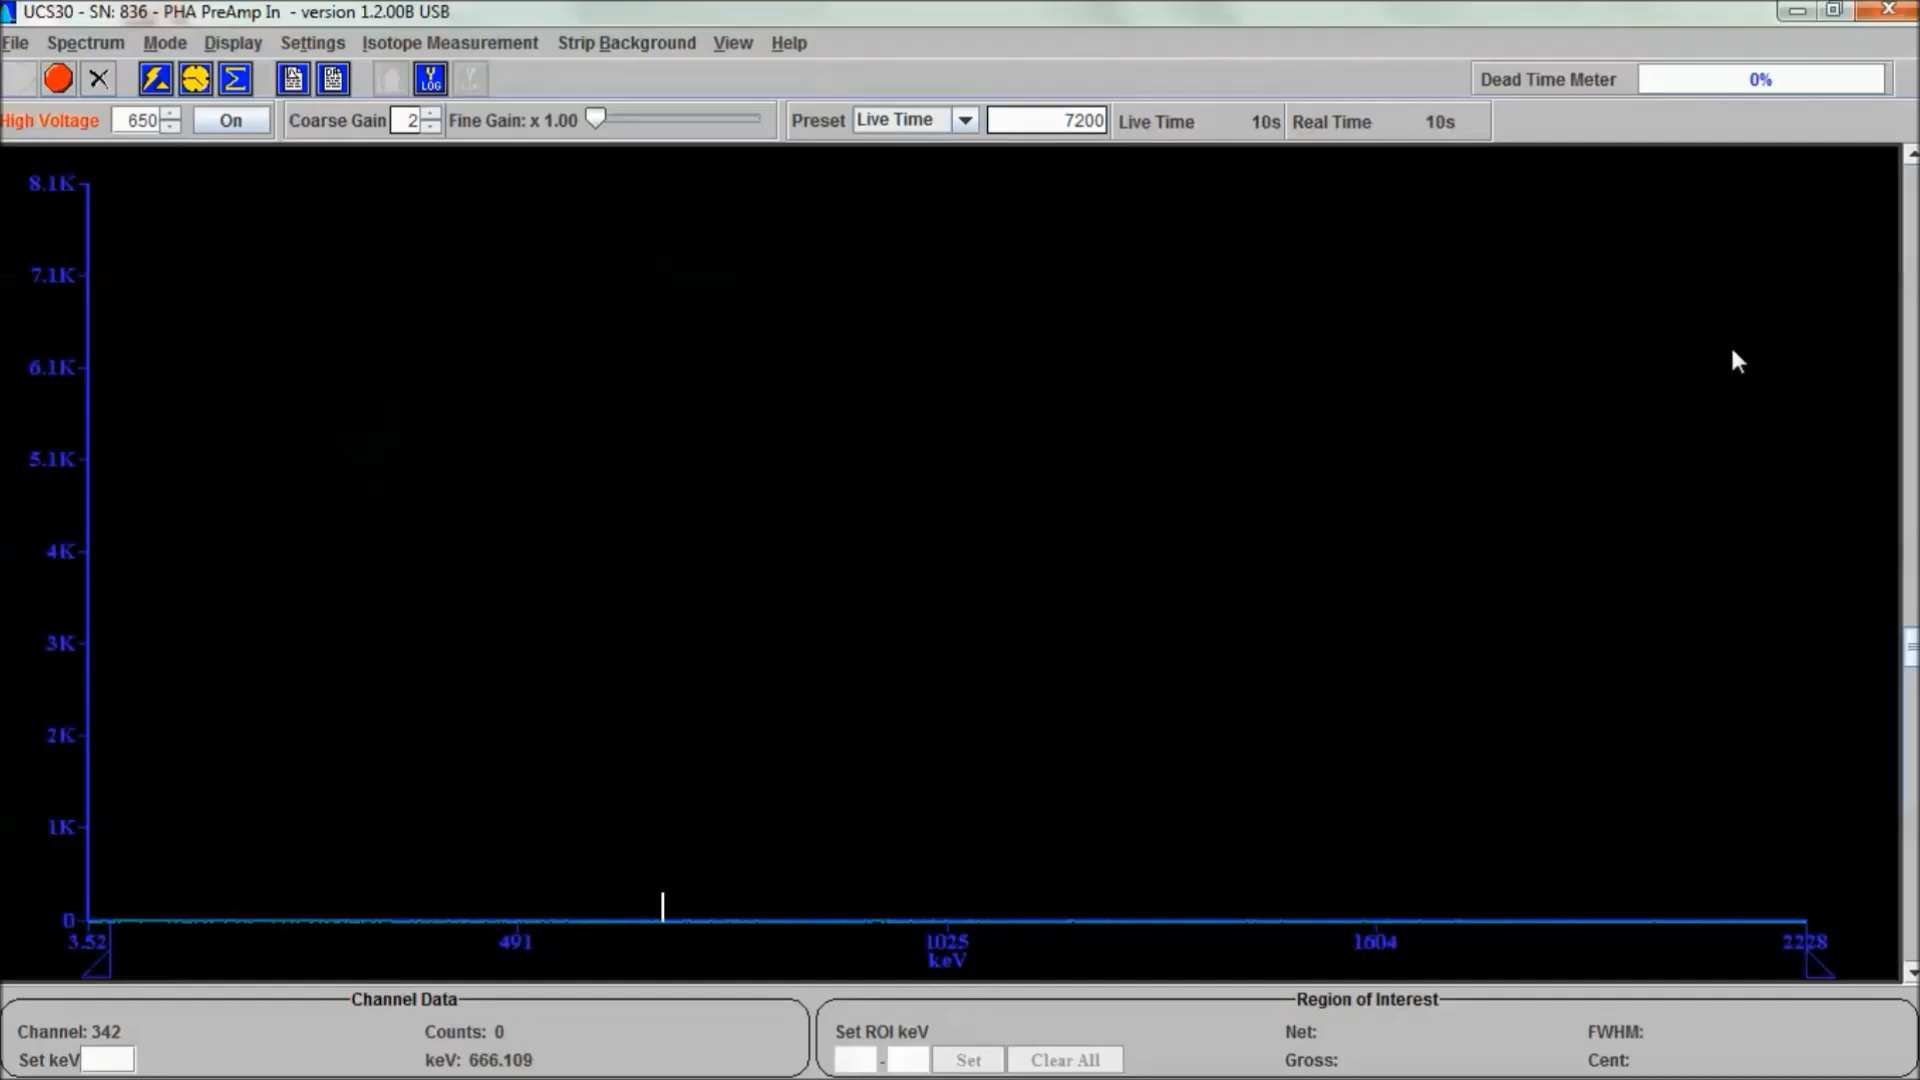 UCS30 - SN: 836 - PHA PreAmp In - version 1.2.00B USB
File Spectrum Mode Display Settings Isotope Measurement Strip Background View Help
Y LOG Dead Time Meter 0%
High Voltage 650 On Coarse Gain 2 Fine Gain: x 1.00 Preset Live Time 7200 Live Time 10s Real Time 10s
8.1K
7.1K
6.1K
5.1K
4K
3K
2K
1K
0
3.52 491 1025 1604 2228
keV
Channel Data Region of Interest
Channel: 342 Counts: 0 Set ROI keV Net: FWHM:
Set keV keV: 666.109 - Set Clear All Gross: Cent: